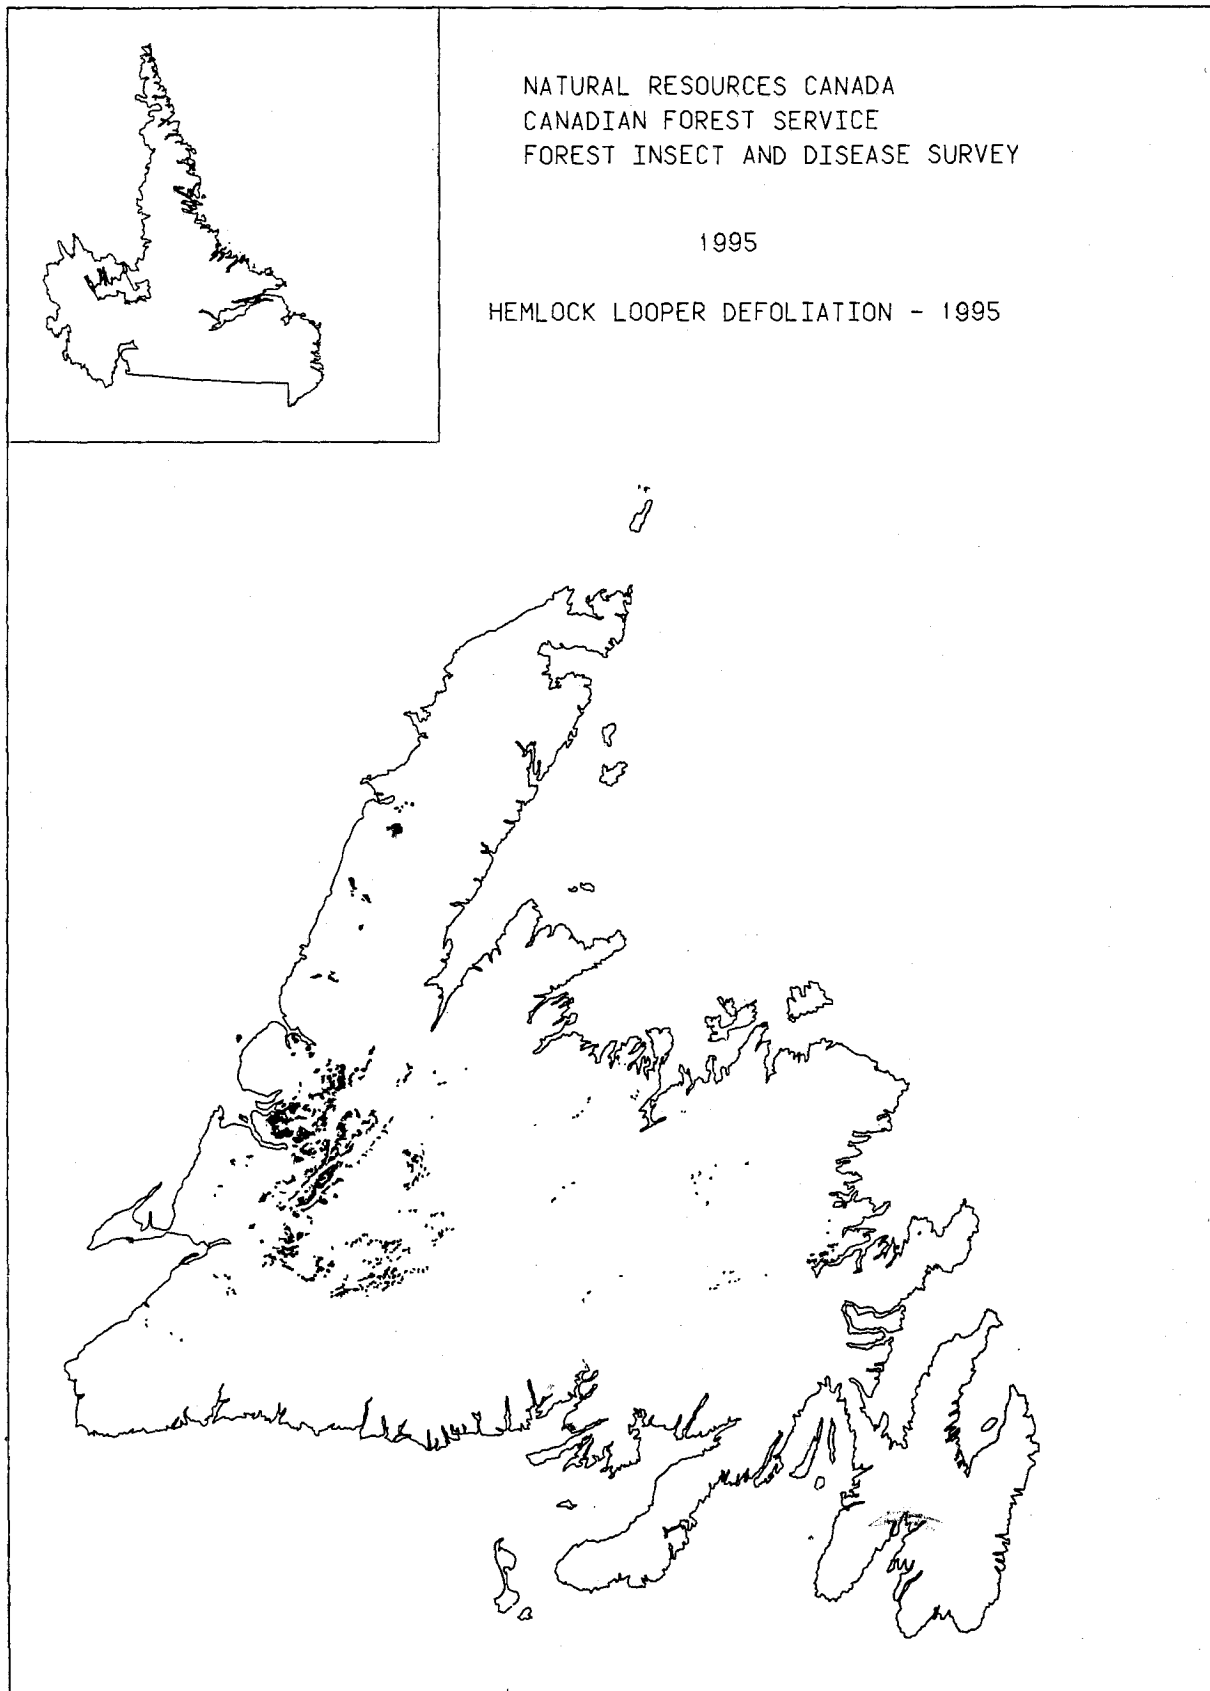 NATURAL RESOURCES CANADA
CANADIAN FOREST SERVICE
FOREST INSECT AND DISEASE SURVEY
1995
HEMLOCK LOOPER DEFOLIATION - 1995